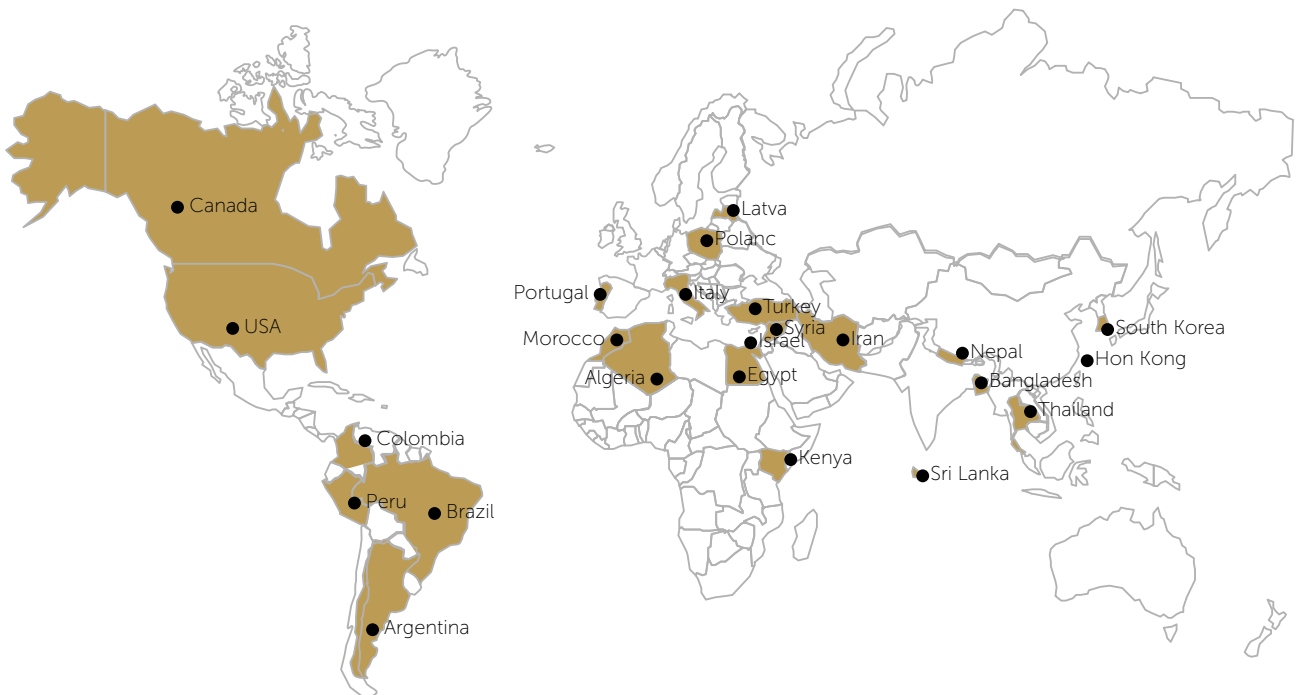 Canada
USA
Colombia
Peru
Brazil
Argentina
Latva
Polanc
Portugal
Italy
Turkey
Morocco
Syria
Israel
Iran
Algeria
Egypt
Kenya
South Korea
Nepal
Hon Kong
Bangladesh
Thailand
Sri Lanka